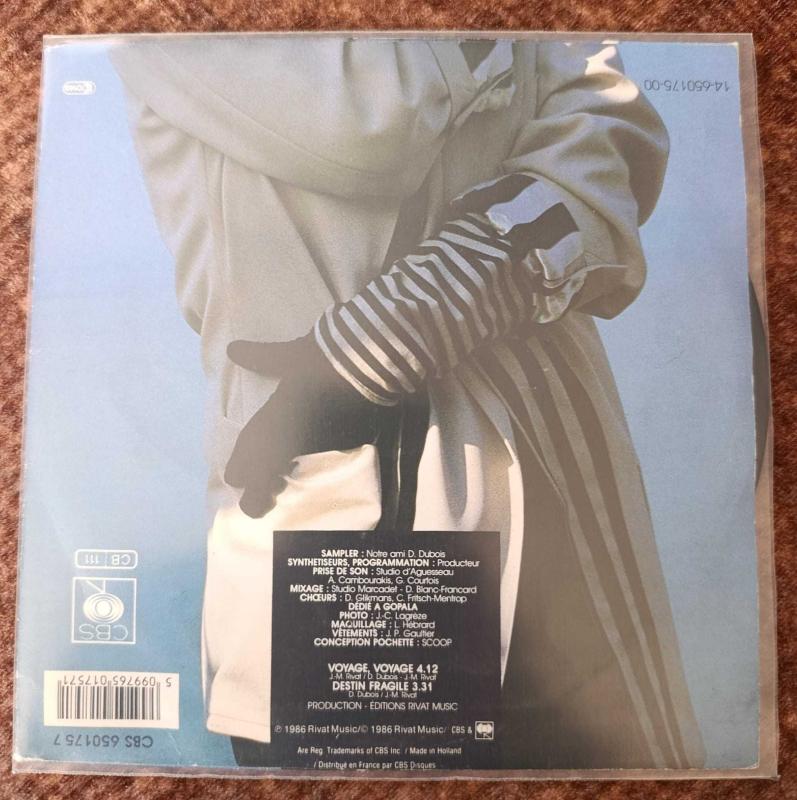 14-650175-00
SAMPLER : Notre ami D. Dubois
SYNTHETISEURS, PROGRAMMATION : Producteur
PRISE DE SON : Studio d'Aguesseau
A. Cambourakis, G. Courtois
MIXAGE : Studio Marcadet - D. Blanc-Francard
CHŒURS : D. Glikmans, C. Fritsch-Mentrop
DÉDIÉ A GOPALA
PHOTO : J.-C. Lagrèze
MAQUILLAGE : L. Hébrard
VÊTEMENTS : J. P. Gaultier
CONCEPTION POCHETTE : SCOOP
VOYAGE, VOYAGE 4.12
J.-M. Rivat / D. Dubois - J.-M. Rivat
DESTIN FRAGILE 3.31
D. Dubois / J.-M. Rivat
PRODUCTION - ÉDITIONS RIVAT MUSIC
℗ 1986 Rivat Music/© 1986 Rivat Music/ CBS &
Are Reg. Trademarks of CBS Inc. / Made in Holland
/ Distribué en France par CBS Disques
CB 111
CBS
5 099765 017571
CBS 650175 7